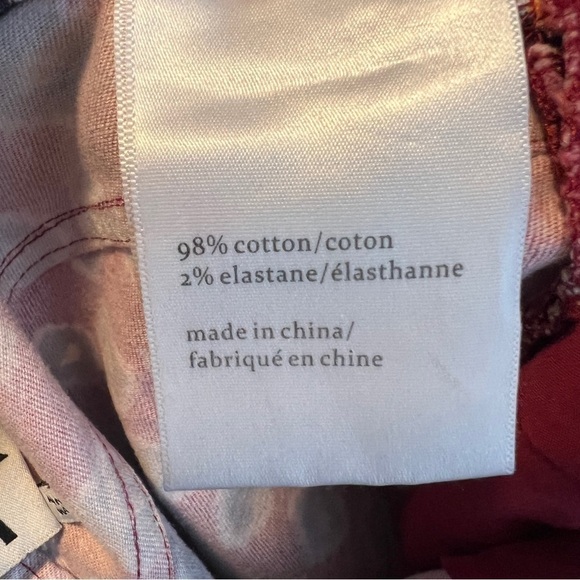 98% cotton/coton
2% elastane/élasthanne
made in china/
fabriqué en chine